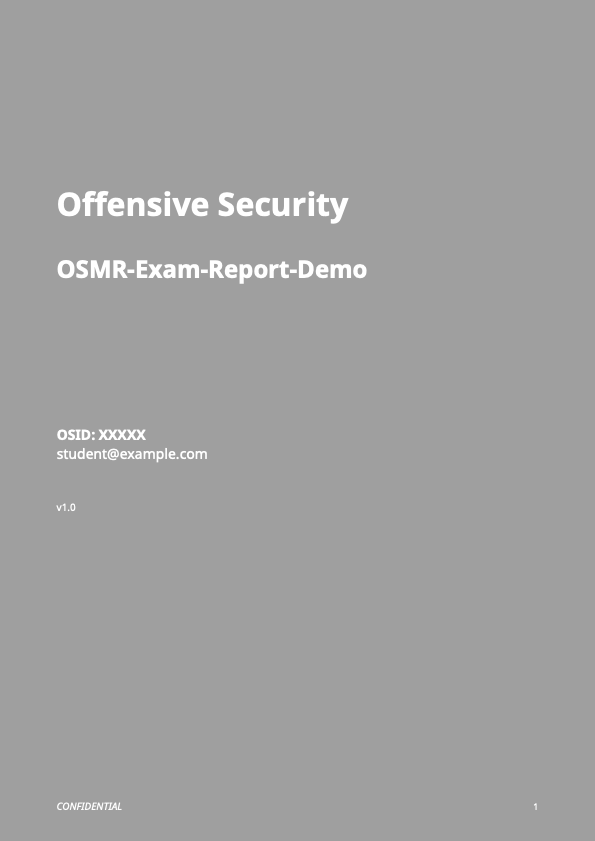 Offensive Security
OSMR-Exam-Report-Demo
OSID: XXXXX
student@example.com
v1.0
CONFIDENTIAL
1